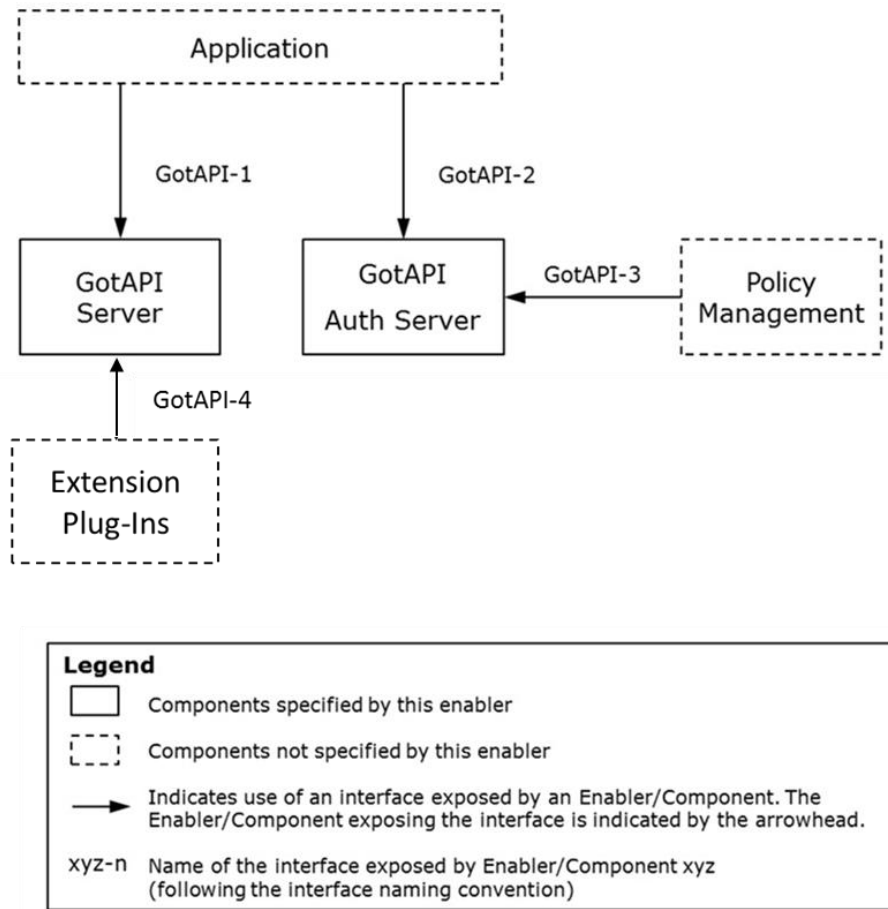 Application
GotAPI-1
GotAPI-2
GotAPI
Server
GotAPI
Auth Server
GotAPI-3
Policy
Management
GotAPI-4
Extension
Plug-Ins
Legend
Components specified by this enabler
Components not specified by this enabler
Indicates use of an interface exposed by an Enabler/Component. The
Enabler/Component exposing the interface is indicated by the arrowhead.
xyz-n Name of the interface exposed by Enabler/Component xyz
(following the interface naming convention)